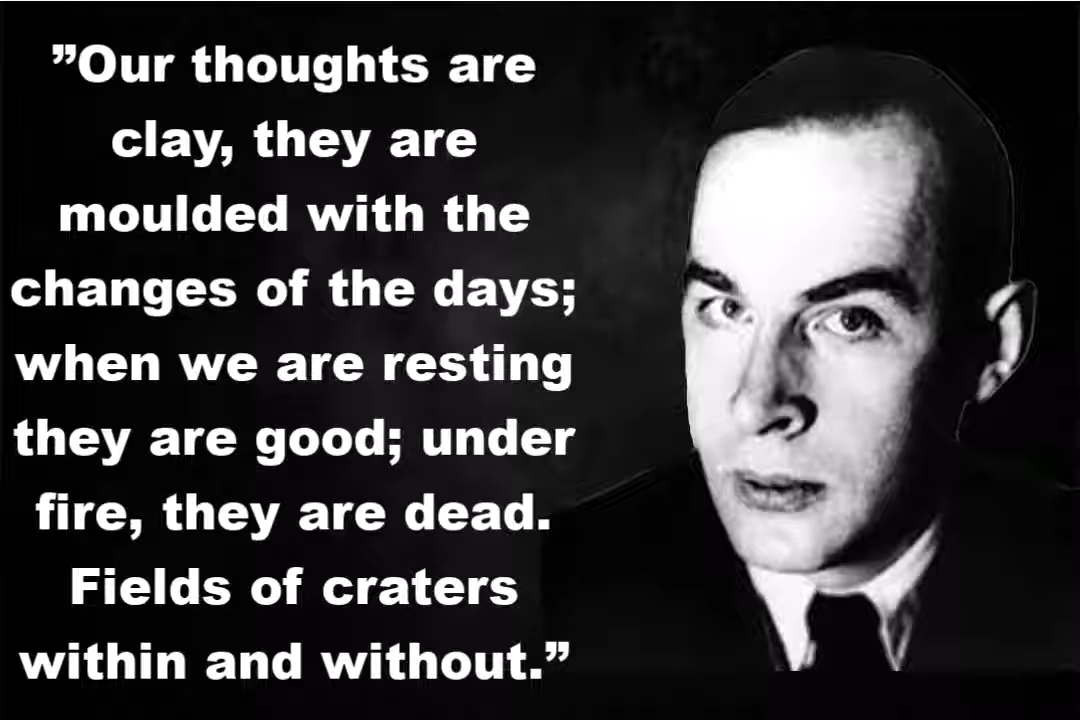 ”Our thoughts are
clay, they are
moulded with the
changes of the days;
when we are resting
they are good; under
fire, they are dead.
Fields of craters
within and without.”